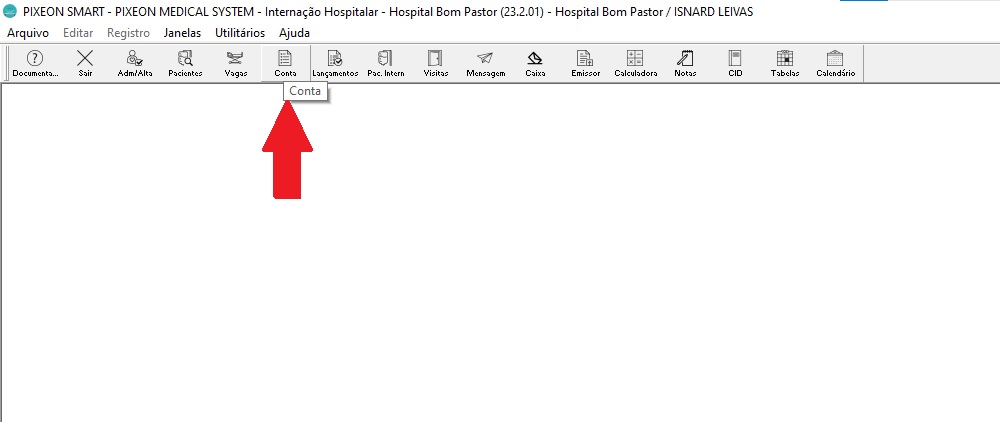 PIXEON SMART - PIXEON MEDICAL SYSTEM - Internação Hospitalar - Hospital Bom Pastor (23.2.01) - Hospital Bom Pastor / ISNARD LEIVAS
Arquivo Editar Registro Janelas Utilitários Ajuda
Documenta... Sair Adm/Alta Pacientes Vagas Conta Lançamentos Pac. Intern Visitas Mensagem Caixa Emissor Calculadora Notas CID Tabelas Calendário
Conta